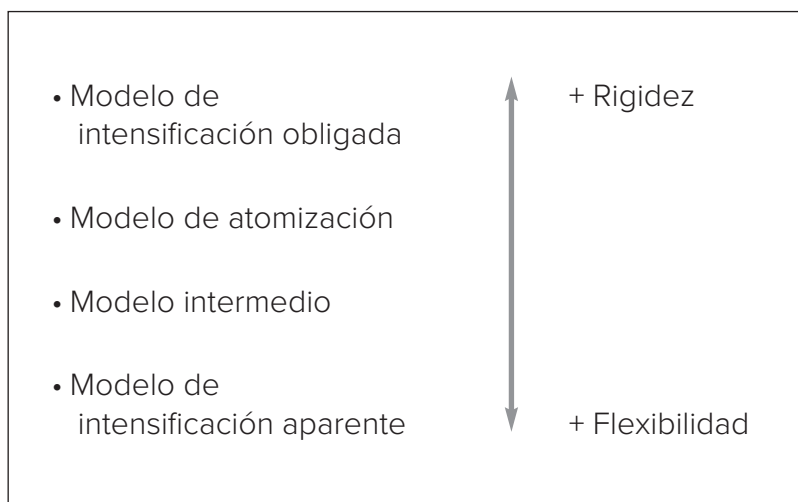 • Modelo de + Rigidez
intensificación obligada
• Modelo de atomización
• Modelo intermedio
• Modelo de
intensificación aparente + Flexibilidad